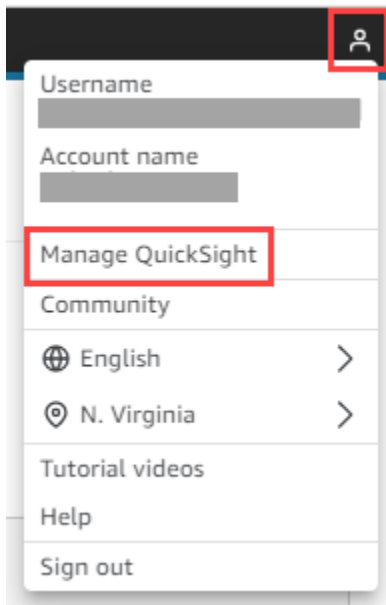 Username
Account name
Manage QuickSight
Community
English
N. Virginia
Tutorial videos
Help
Sign out